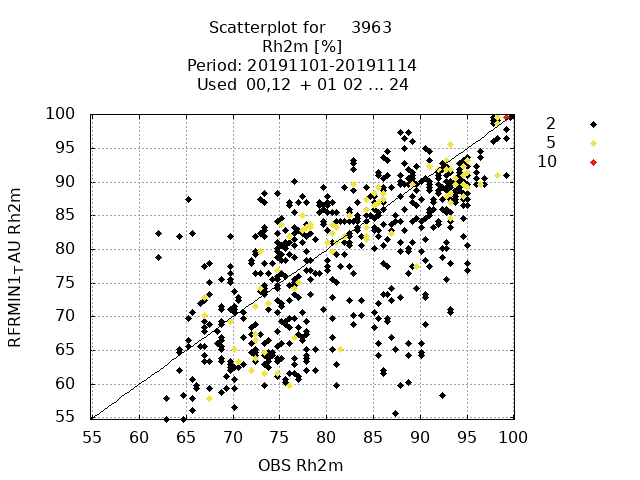 Scatterplot for 3963
Rh2m [%]
Period: 20191101-20191114
Used 00,12 + 01 02 ... 24
2
5
10
100
95
90
85
80
75
70
65
60
55
RFRMIN1TAU Rh2m
55 60 65 70 75 80 85 90 95 100
OBS Rh2m